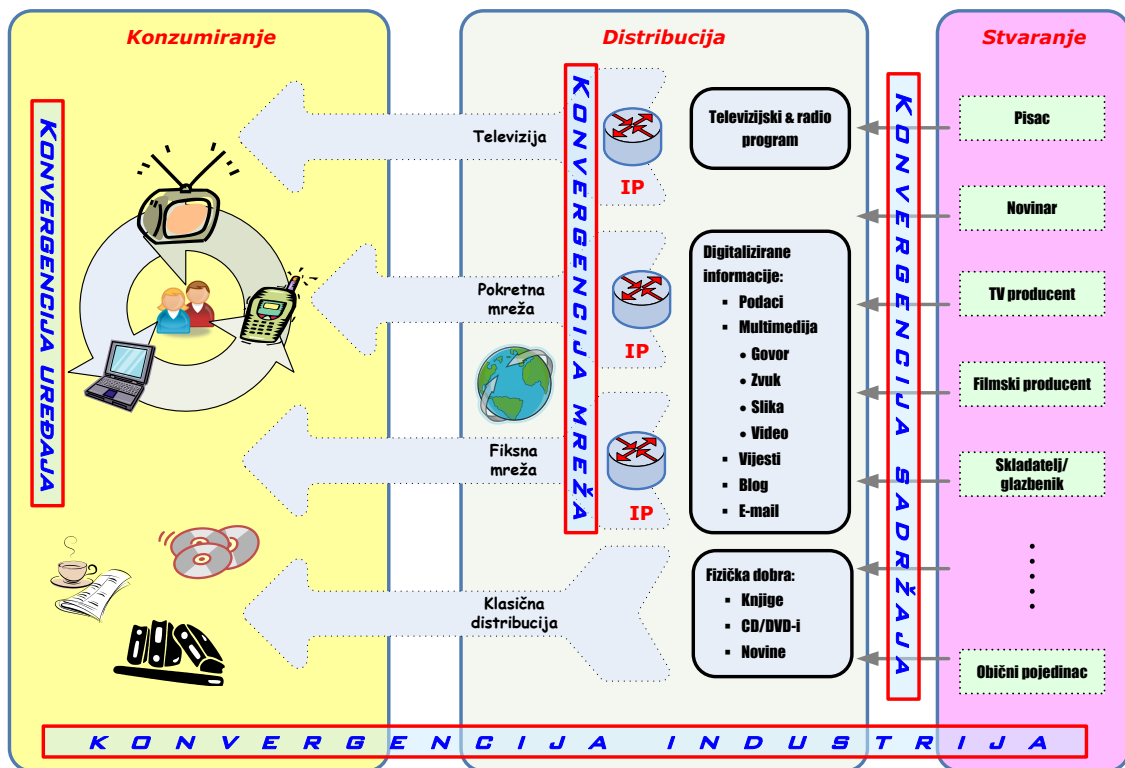 Konzumiranje
KONVERGENCIJA UREĐAJA
Distribucija
Televizija
Pokretna
mreža
Fiksna
mreža
Klasična
distribucija
KONVERGENCIJA MREŽA
IP
IP
IP
Televizijski & radio
program
Digitalizirane
informacije:
▪ Podaci
▪ Multimedija
• Govor
• Zvuk
• Slika
• Video
▪ Vijesti
▪ Blog
▪ E-mail
Fizička dobra:
▪ Knjige
▪ CD/DVD-i
▪ Novine
KONVERGENCIJA SADRŽAJA
Stvaranje
Pisac
Novinar
TV producent
Filmski producent
Skladatelj/
glazbenik
Obični pojedinac
KONVERGENCIJA INDUSTRIJA